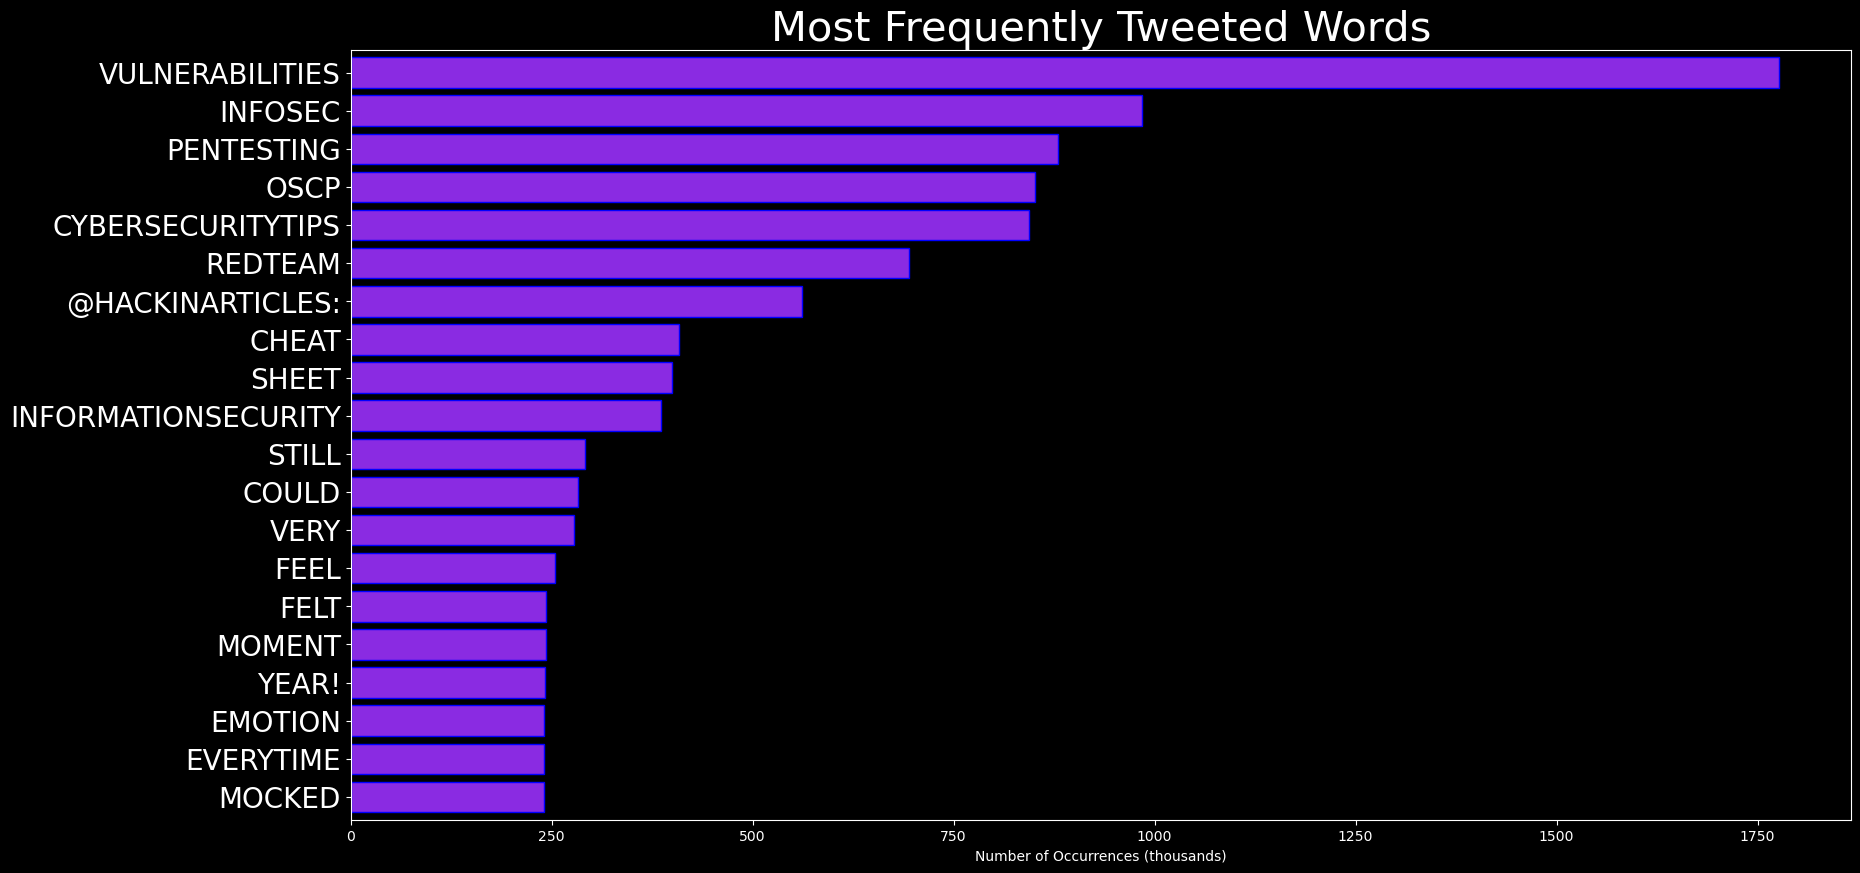 Most Frequently Tweeted Words
VULNERABILITIES
INFOSEC
PENTESTING
OSCP
CYBERSECURITYTIPS
REDTEAM
@HACKINARTICLES:
CHEAT
SHEET
INFORMATIONSECURITY
STILL
COULD
VERY
FEEL
FELT
MOMENT
YEAR!
EMOTION
EVERYTIME
MOCKED
0 250 500 750 1000 1250 1500 1750
Number of Occurrences (thousands)